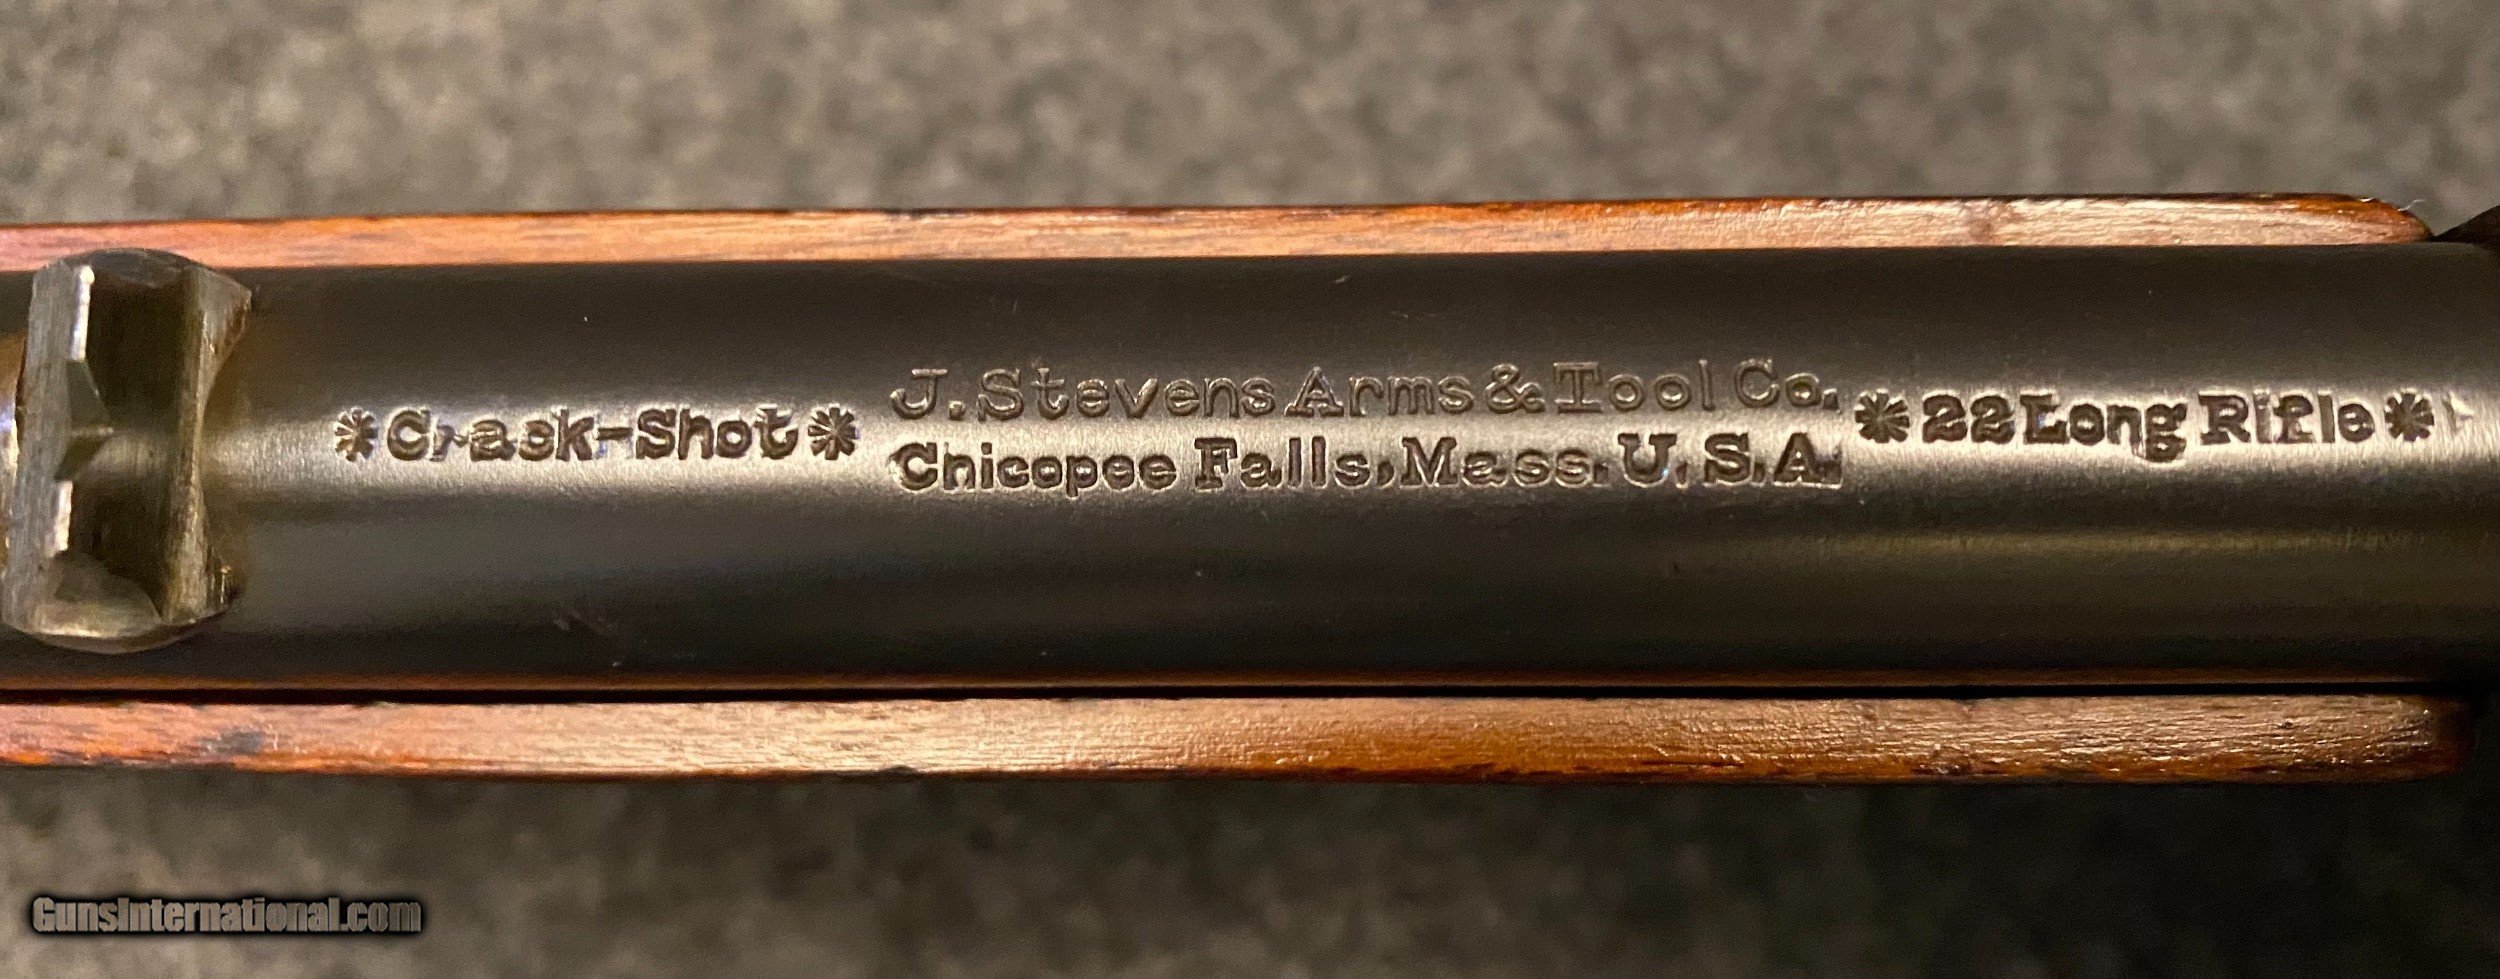 *Crack-Shot*
J. Stevens Arms & Tool Co.
Chicopee Falls, Mass. U.S.A.
*22 Long Rifle*
GunsInternational.com